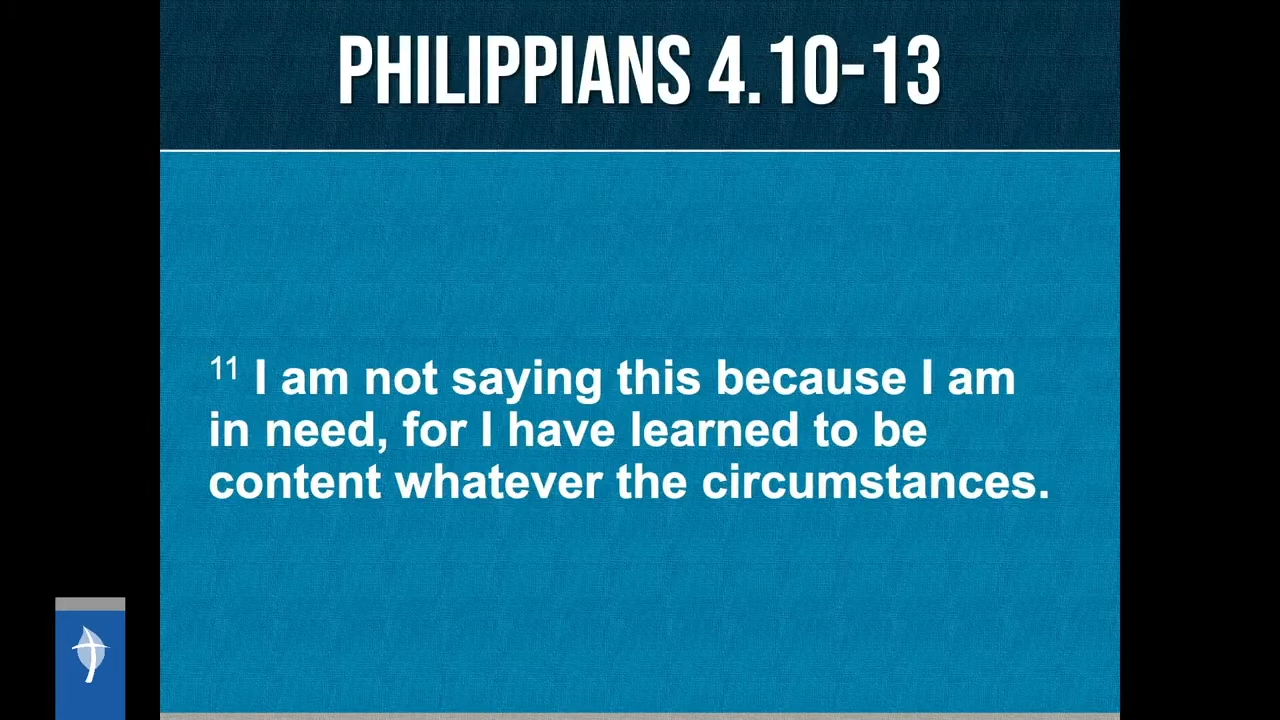 PHILIPPIANS 4.10-13
11 I am not saying this because I am
in need, for I have learned to be
content whatever the circumstances.